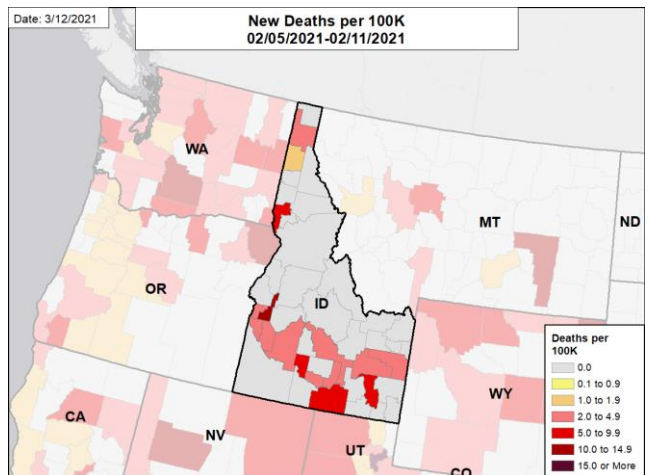 Date: 3/12/2021
New Deaths per 100K
02/05/2021-02/11/2021
WA
MT
ND
OR
ID
WY
CA
NV
UT
CO
Deaths per
100K
0.0
0.1 to 0.9
1.0 to 1.9
2.0 to 4.9
5.0 to 9.9
10.0 to 14.9
15.0 or More